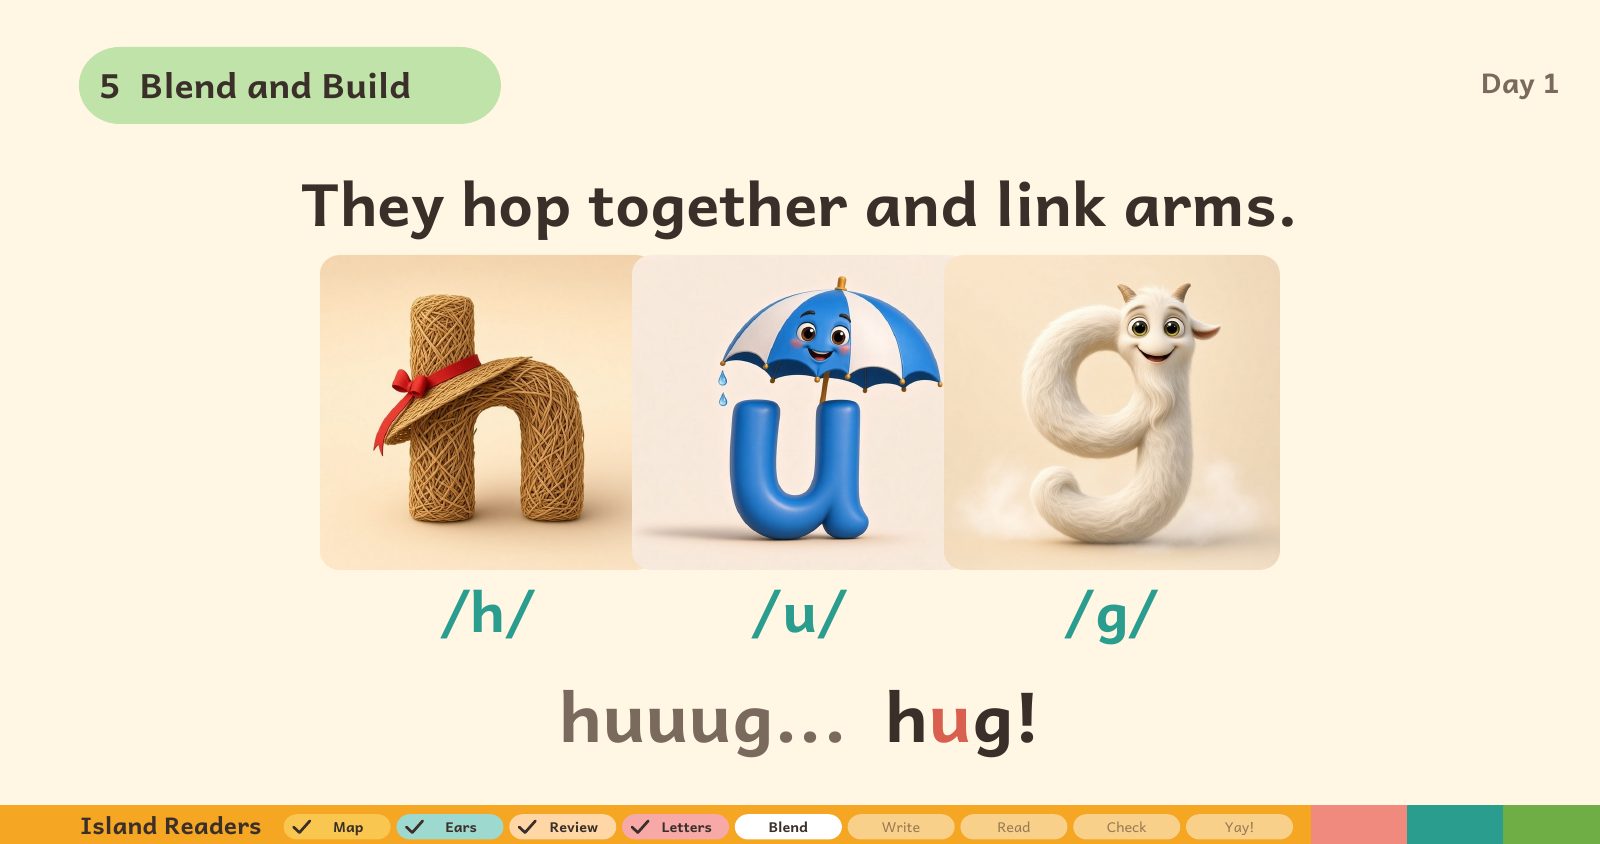 5 Blend and Build
Day 1
They hop together and link arms.
h u g
/h/ /u/ /g/
huuug... hug!
Island Readers Map Ears Review Letters Blend Write Read Check Yay!